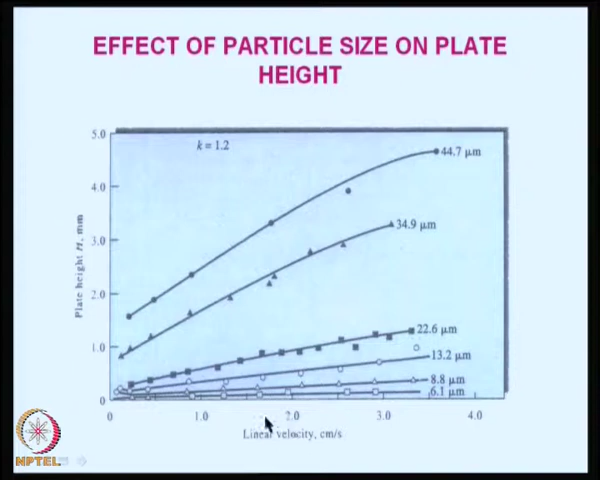 EFFECT OF PARTICLE SIZE ON PLATE
HEIGHT
5.0
k = 1.2
44.7 μm
4.0
34.9 μm
3.0
Plate height H, mm
2.0
22.6 μm
1.0
13.2 μm
8.8 μm
6.1 μm
0
0 1.0 2.0 3.0 4.0
Linear velocity, cm/s
NPTEL